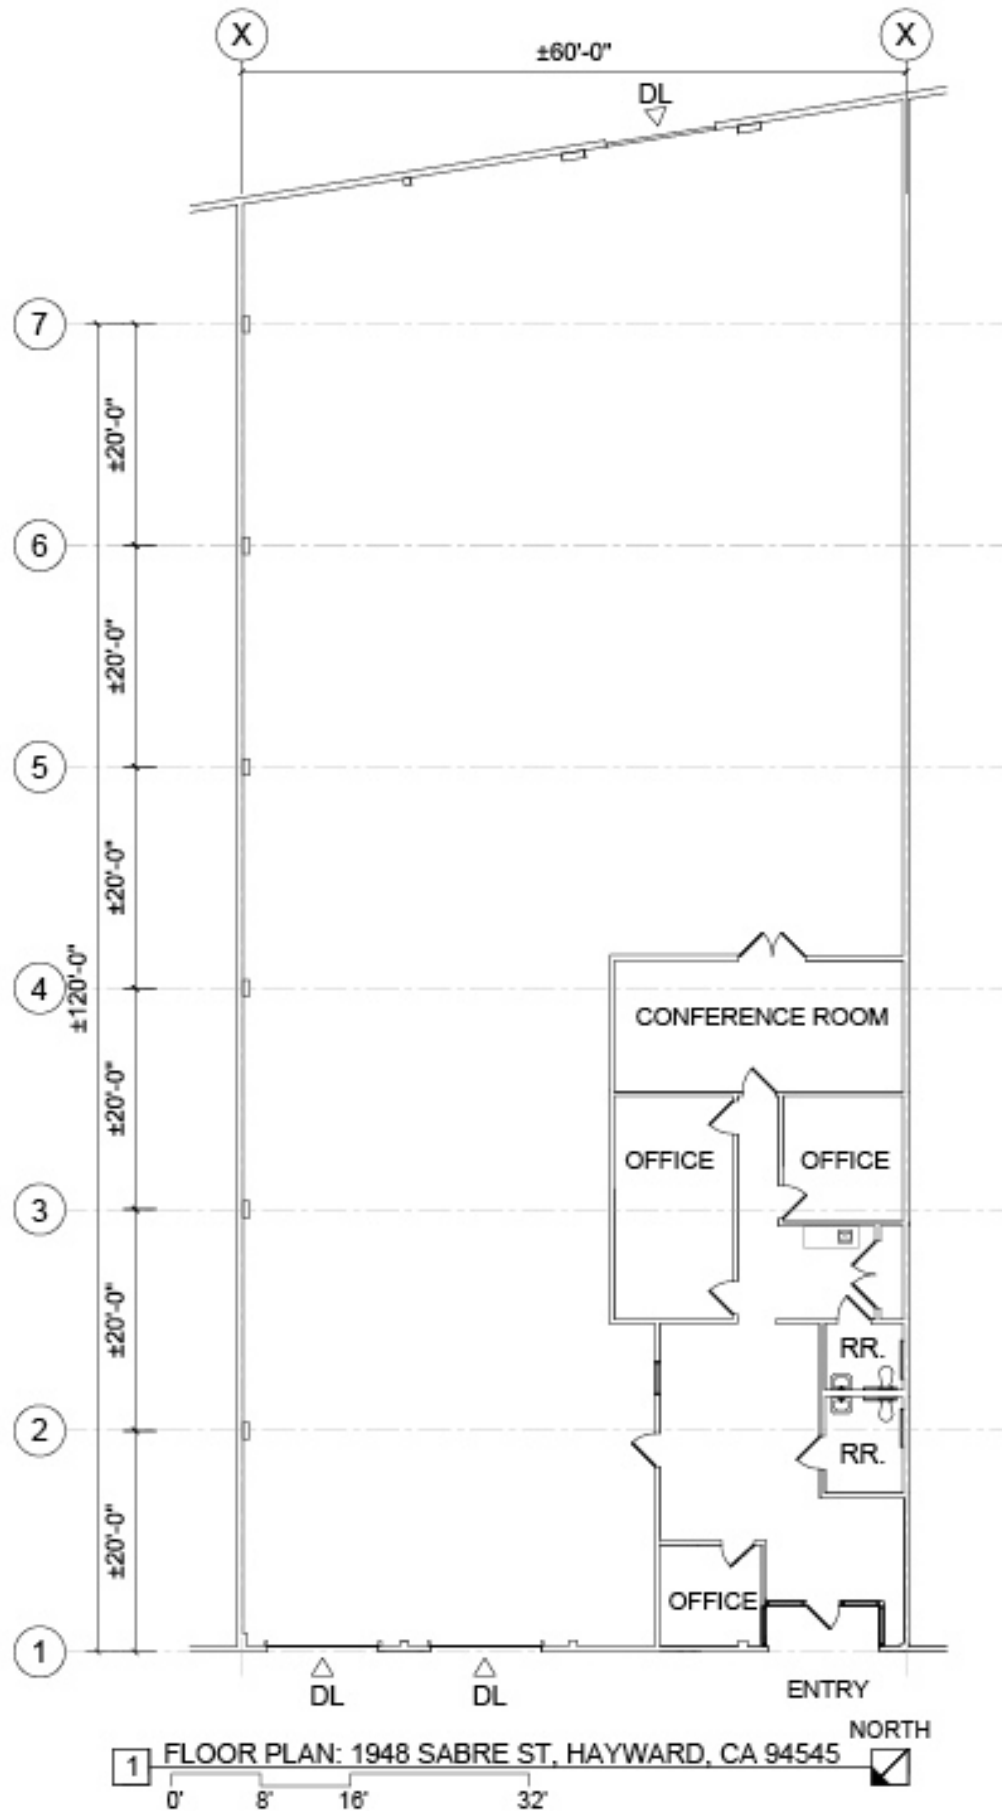 X X
±60'-0"
DL
7
±20'-0"
6
±20'-0"
5
±20'-0"
±120'-0"
4
CONFERENCE ROOM
±20'-0"
OFFICE OFFICE
3
±20'-0"
RR.
2
RR.
±20'-0"
OFFICE
1
DL DL
ENTRY
NORTH
1 FLOOR PLAN: 1948 SABRE ST, HAYWARD, CA 94545
0' 8' 16' 32'